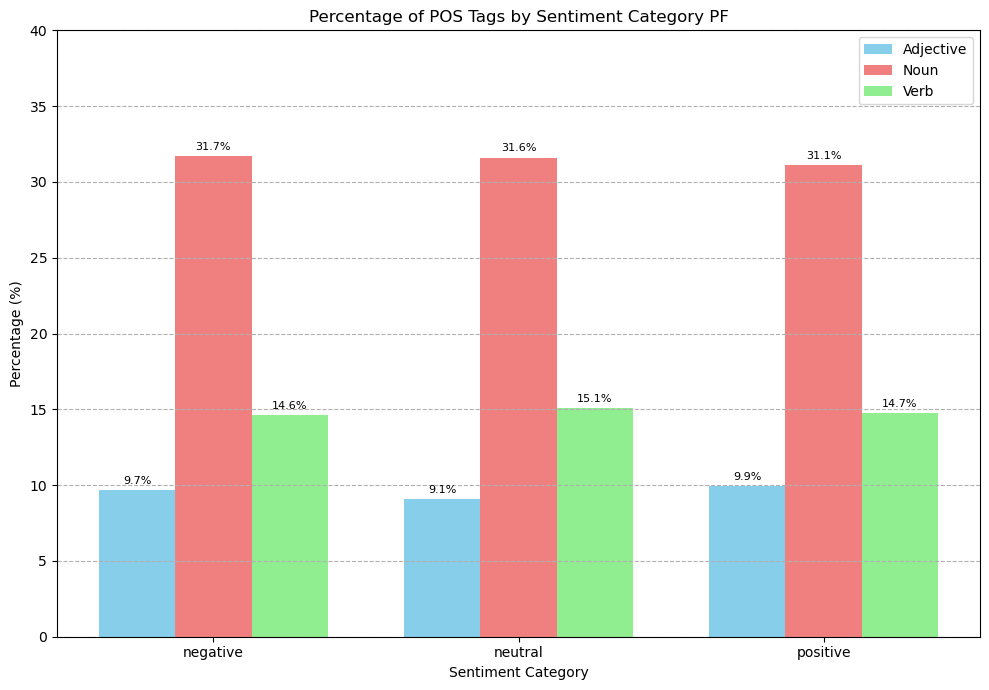 Percentage of POS Tags by Sentiment Category PF
Adjective
Noun
Verb
Percentage (%)
40
35
30
25
20
15
10
5
0
9.7%
31.7%
14.6%
9.1%
31.6%
15.1%
9.9%
31.1%
14.7%
negative
neutral
positive
Sentiment Category